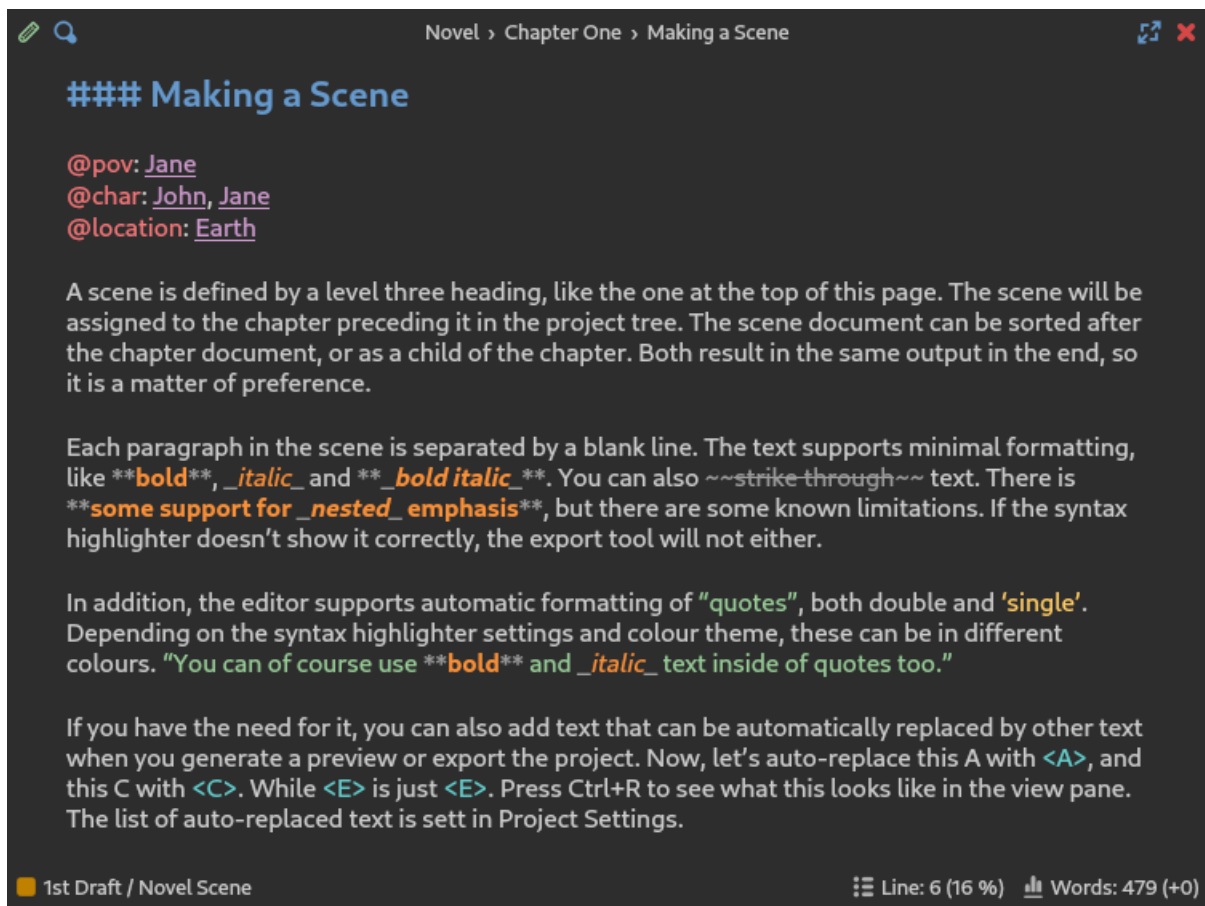 Novel › Chapter One › Making a Scene
### Making a Scene
@pov: Jane
@char: John, Jane
@location: Earth
A scene is defined by a level three heading, like the one at the top of this page. The scene will be
assigned to the chapter preceding it in the project tree. The scene document can be sorted after
the chapter document, or as a child of the chapter. Both result in the same output in the end, so
it is a matter of preference.
Each paragraph in the scene is separated by a blank line. The text supports minimal formatting,
like **bold**, _italic_ and **_bold italic_**. You can also ~~strike through~~ text. There is
**some support for _nested_ emphasis**, but there are some known limitations. If the syntax
highlighter doesn’t show it correctly, the export tool will not either.
In addition, the editor supports automatic formatting of “quotes”, both double and ‘single’.
Depending on the syntax highlighter settings and colour theme, these can be in different
colours. “You can of course use **bold** and _italic_ text inside of quotes too.”
If you have the need for it, you can also add text that can be automatically replaced by other text
when you generate a preview or export the project. Now, let’s auto-replace this A with <A>, and
this C with <C>. While <E> is just <E>. Press Ctrl+R to see what this looks like in the view pane.
The list of auto-replaced text is sett in Project Settings.
1st Draft / Novel Scene
Line: 6 (16 %)
Words: 479 (+0)